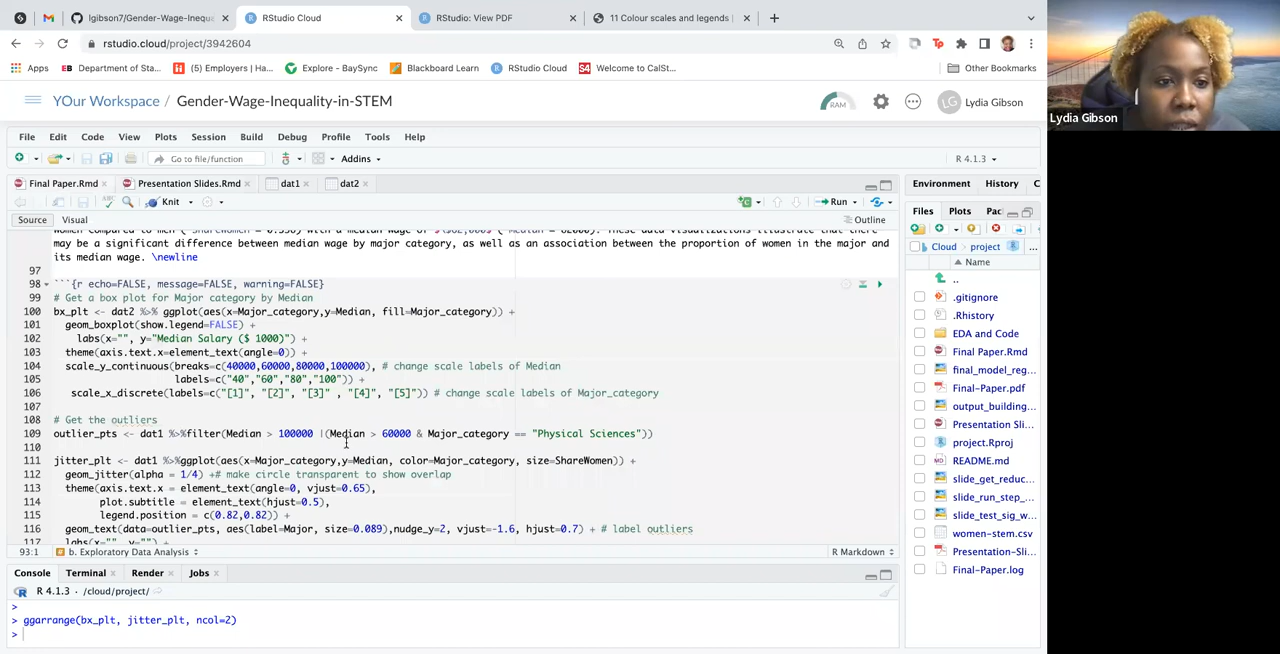 lgibson7/Gender-Wage-Inequ
RStudio Cloud
RStudio: View PDF
11 Colour scales and legends |
rstudio.cloud/project/3942604
Apps
Department of Sta...
(5) Employers | Ha...
Explore - BaySync
Blackboard Learn
RStudio Cloud
Welcome to CalSt...
Other Bookmarks
YOur Workspace / Gender-Wage-Inequality-in-STEM
RAM
LG
Lydia Gibson
File Edit Code View Plots Session Build Debug Profile Tools Help
Go to file/function
Addins
R 4.1.3
Final Paper.Rmd
Presentation Slides.Rmd
dat1
dat2
Knit
Run
Source
Visual
Outline
may be a significant difference between median wage by major category, as well as an association between the proportion of women in the major and
its median wage. \newline
97
98 ```{r echo=FALSE, message=FALSE, warning=FALSE}
99 # Get a box plot for Major category by Median
100 bx_plt <- dat2 %>% ggplot(aes(x=Major_category,y=Median, fill=Major_category)) +
101 geom_boxplot(show.legend=FALSE) +
102 labs(x="", y="Median Salary ($ 1000)") +
103 theme(axis.text.x=element_text(angle=0)) +
104 scale_y_continuous(breaks=c(40000,60000,80000,100000), # change scale labels of Median
105 labels=c("40","60","80","100")) +
106 scale_x_discrete(labels=c("[1]", "[2]", "[3]" , "[4]", "[5]")) # change scale labels of Major_category
107
108 # Get the outliers
109 outlier_pts <- dat1 %>%filter(Median > 100000 |(Median > 60000 & Major_category == "Physical Sciences"))
110
111 jitter_plt <- dat1 %>%ggplot(aes(x=Major_category,y=Median, color=Major_category, size=ShareWomen)) +
112 geom_jitter(alpha = 1/4) +# make circle transparent to show overlap
113 theme(axis.text.x = element_text(angle=0, vjust=0.65),
114 plot.title = element_text(hjust=0.5),
115 legend.position = c(0.82,0.82)) +
116 geom_text(data=outlier_pts, aes(label=Major, size=0.089),nudge_y=2, vjust=-1.6, hjust=0.7) + # label outliers
117 labs(x="", y="") +
93:1
b. Exploratory Data Analysis
R Markdown
Console Terminal Render Jobs
R 4.1.3 · /cloud/project/
>
> ggarrange(bx_plt, jitter_plt, ncol=2)
>
Environment History
Files Plots Pac
Cloud project ...
Name
..
.gitignore
.Rhistory
EDA and Code
Final Paper.Rmd
final_model_reg...
Final-Paper.pdf
output_building...
Presentation Sli...
project.Rproj
README.md
slide_get_reduc...
slide_run_step_...
slide_test_sig_w...
women-stem.csv
Presentation-Sli...
Final-Paper.log
Lydia Gibson